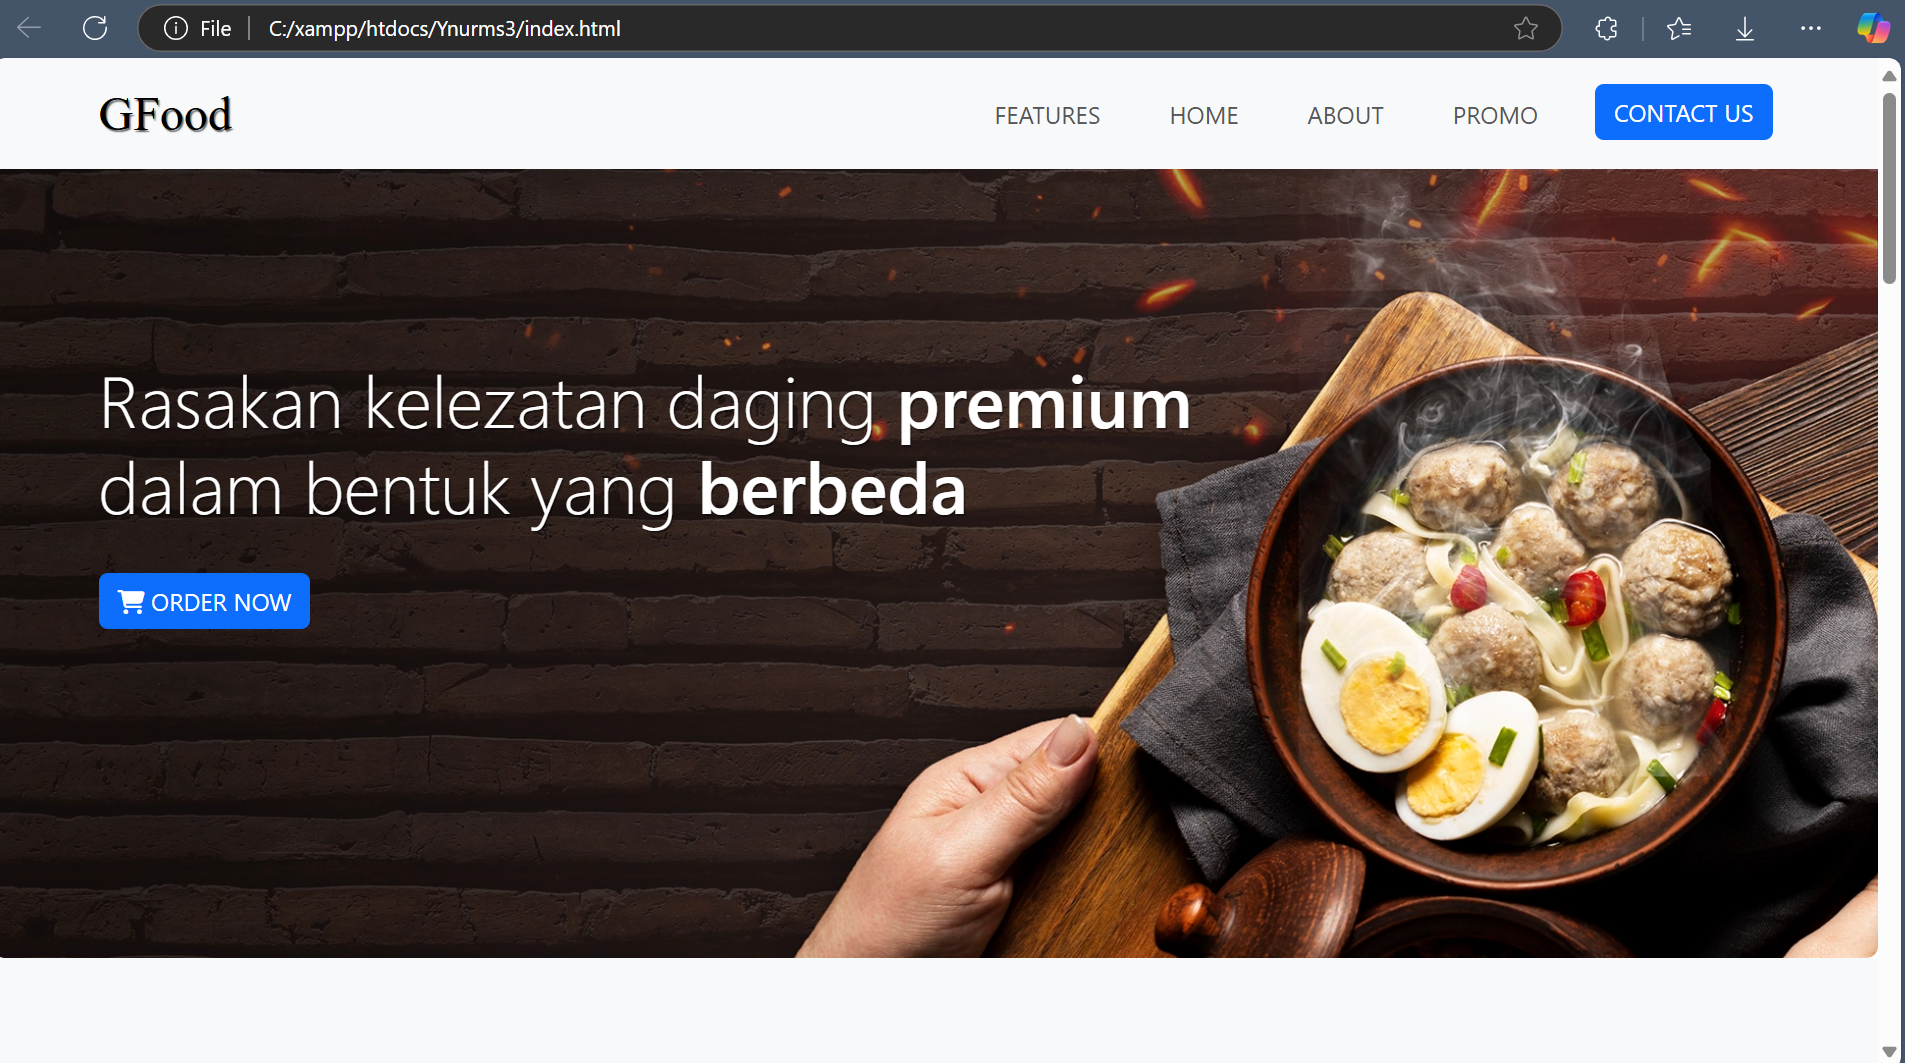 File
C:/xampp/htdocs/Ynurms3/index.html
GFood
FEATURES
HOME
ABOUT
PROMO
CONTACT US
Rasakan kelezatan daging premium
dalam bentuk yang berbeda
ORDER NOW